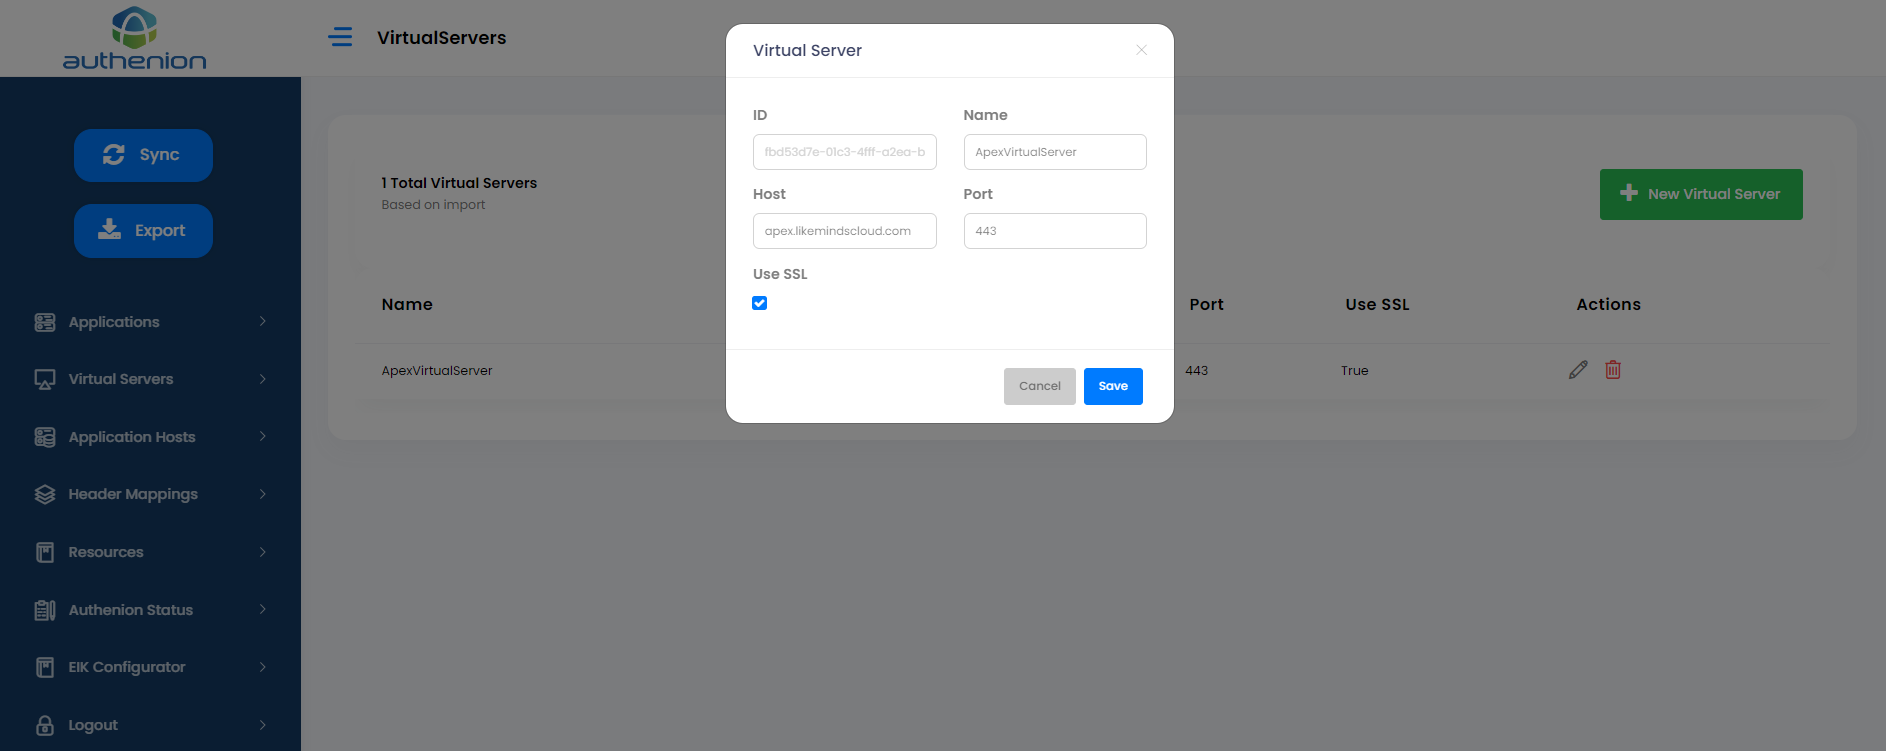 authenion
VirtualServers
Sync
Export
Applications
Virtual Servers
Application Hosts
Header Mappings
Resources
Authenion Status
EIK Configurator
Logout
1 Total Virtual Servers
Based on import
New Virtual Server
Name
Port
Use SSL
Actions
ApexVirtualServer
443
True
Virtual Server
ID
Name
fbd53d7e-01c3-4fff-a2ea-b
ApexVirtualServer
Host
Port
apex.likemindscloud.com
443
Use SSL
Cancel
Save